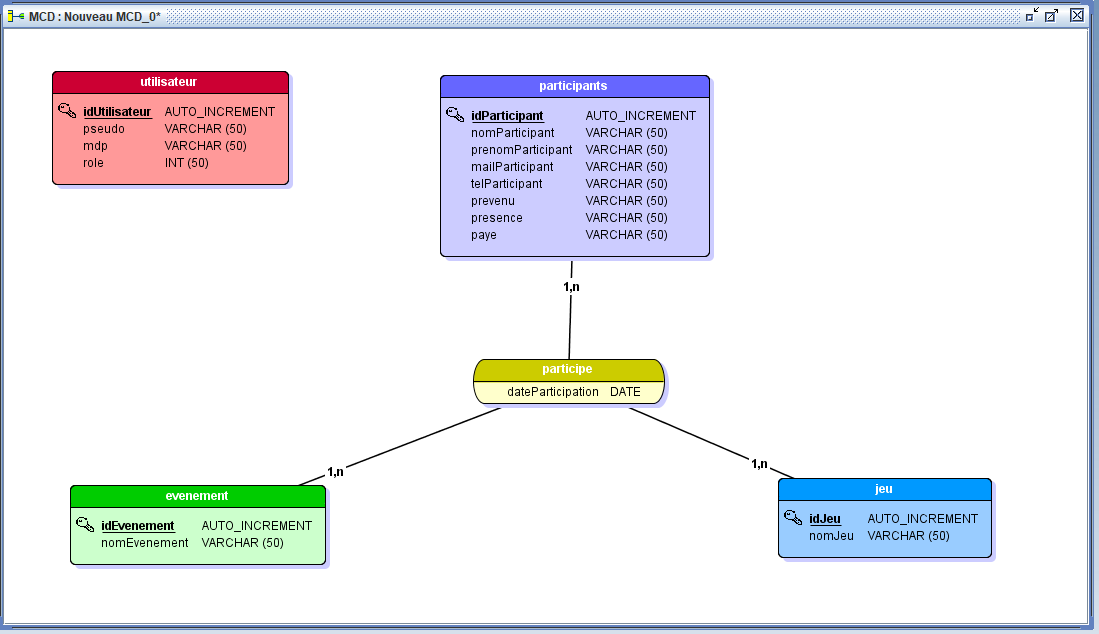 MCD : Nouveau MCD_0*
utilisateur
idUtilisateur AUTO_INCREMENT
pseudo VARCHAR (50)
mdp VARCHAR (50)
role INT (50)
participants
idParticipant AUTO_INCREMENT
nomParticipant VARCHAR (50)
prenomParticipant VARCHAR (50)
mailParticipant VARCHAR (50)
telParticipant VARCHAR (50)
prevenu VARCHAR (50)
presence VARCHAR (50)
paye VARCHAR (50)
1,n
participe
dateParticipation DATE
1,n
1,n
evenement
idEvenement AUTO_INCREMENT
nomEvenement VARCHAR (50)
jeu
idJeu AUTO_INCREMENT
nomJeu VARCHAR (50)